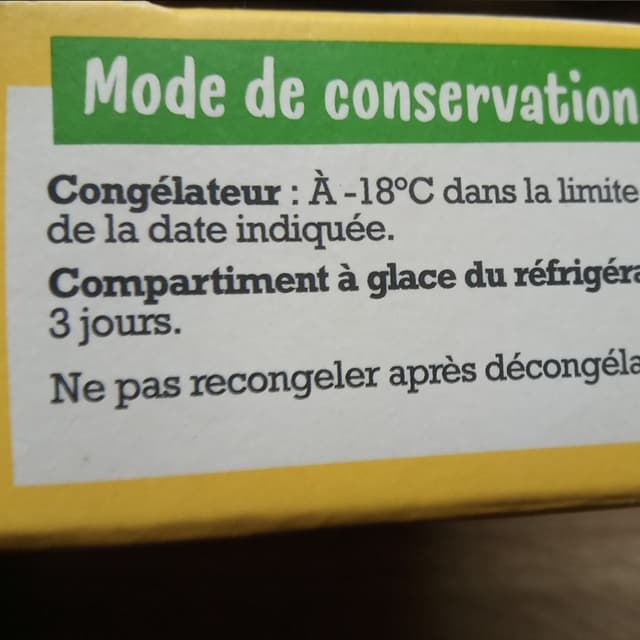 Mode de conservation
Congélateur : À -18°C dans la limite
de la date indiquée.
Compartiment à glace du réfrigéra
3 jours.
Ne pas recongeler après décongéla